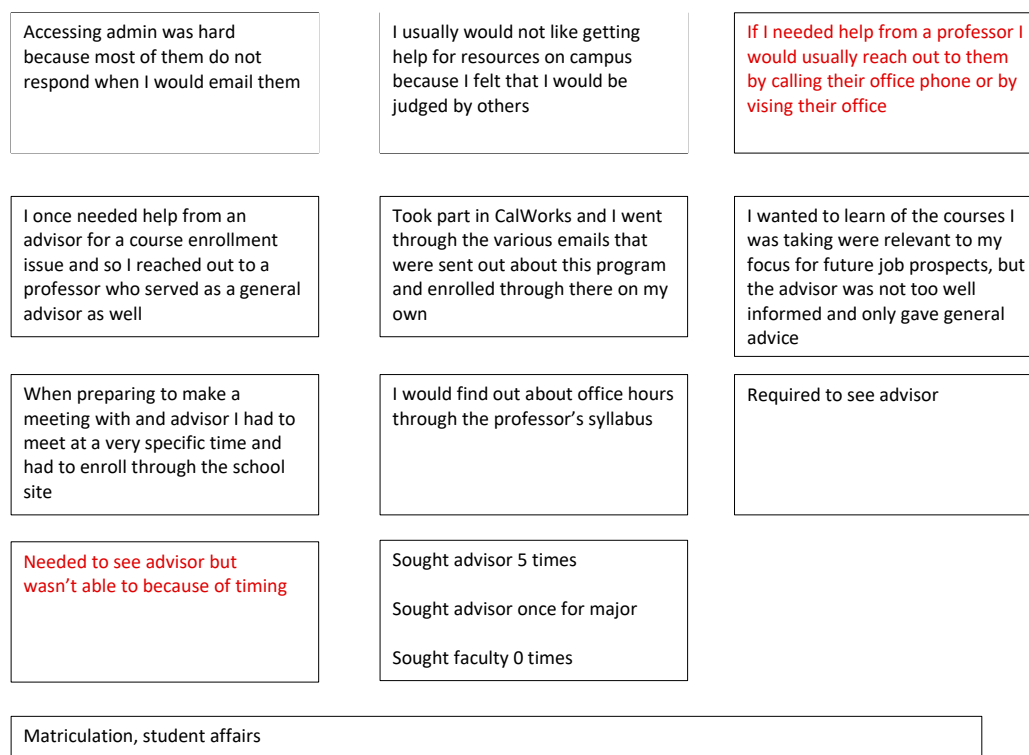 Accessing admin was hard
because most of them do not
respond when I would email them
I usually would not like getting
help for resources on campus
because I felt that I would be
judged by others
If I needed help from a professor I
would usually reach out to them
by calling their office phone or by
vising their office
I once needed help from an
advisor for a course enrollment
issue and so I reached out to a
professor who served as a general
advisor as well
Took part in CalWorks and I went
through the various emails that
were sent out about this program
and enrolled through there on my
own
I wanted to learn of the courses I
was taking were relevant to my
focus for future job prospects, but
the advisor was not too well
informed and only gave general
advice
When preparing to make a
meeting with and advisor I had to
meet at a very specific time and
had to enroll through the school
site
I would find out about office hours
through the professor’s syllabus
Required to see advisor
Needed to see advisor but
wasn’t able to because of timing
Sought advisor 5 times
Sought advisor once for major
Sought faculty 0 times
Matriculation, student affairs